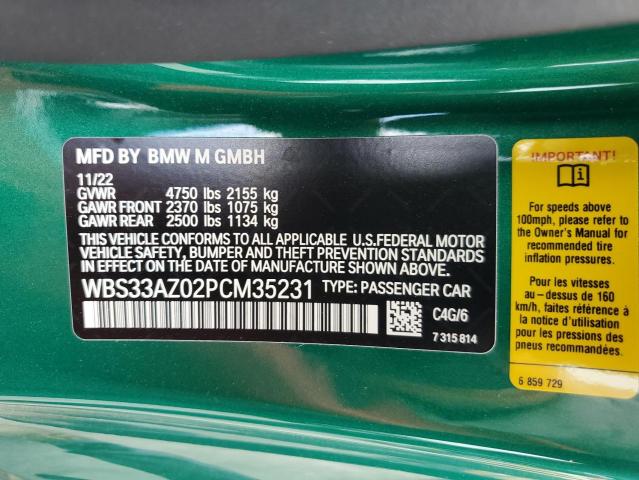 MFD BY BMW M GMBH
11/22
GVWR 4750 lbs 2155 kg
GAWR FRONT 2370 lbs 1075 kg
GAWR REAR 2500 lbs 1134 kg
THIS VEHICLE CONFORMS TO ALL APPLICABLE U.S.FEDERAL MOTOR
VEHICLE SAFETY, BUMPER AND THEFT PREVENTION STANDARDS
IN EFFECT ON THE DATE OF MANUFACTURE SHOWN ABOVE.
WBS33AZ02PCM35231 TYPE: PASSENGER CAR
C4G/6
7 315 814
IMPORTANT!
For speeds above
100mph, please refer to
the Owner's Manual for
recommended tire
inflation pressures.
Pour des
vitesses
au-dessus de 160
km/h, faites référence à
la notice d'utilisation
pour les pressions des
pneus recommandées.
6 859 729